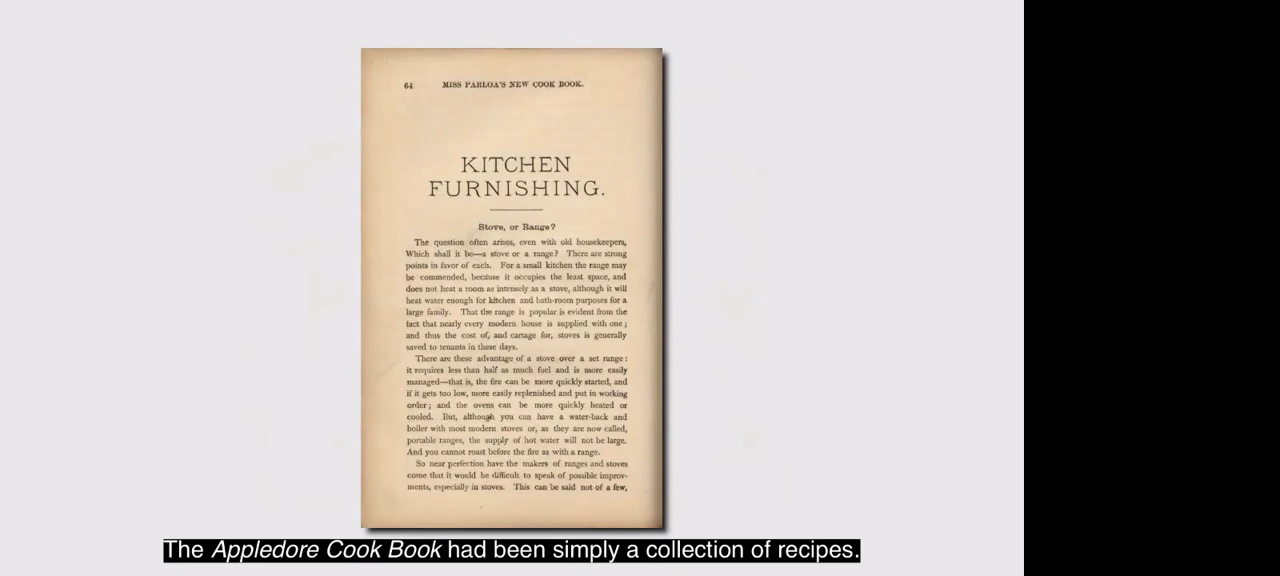 64 MISS PARLOA'S NEW COOK BOOK.
KITCHEN
FURNISHING.
Stove, or Range?
The question often arises, even with old housekeepers,
Which shall it be—a stove or a range? There are strong
points in favor of each. For a small kitchen the range may
be commended, because it occupies the least space, and
does not heat a room as intensely as a stove, although it will
heat water enough for kitchen and bath-room purposes for a
large family. That the range is popular is evident from the
fact that nearly every modern house is supplied with one;
and thus the cost of, and cartage for, stoves is generally
saved to tenants in these days.
There are these advantage of a stove over a set range:
it requires less than half as much fuel and is more easily
managed—that is, the fire can be more quickly started, and
if it gets too low, more easily replenished and put in working
order; and the ovens can be more quickly heated or
cooled. But, although you can have a water-back and
boiler with most modern stoves or, as they are now called,
portable ranges, the supply of hot water will not be large.
And you cannot roast before the fire as with a range.
So near perfection have the makers of ranges and stoves
come that it would be difficult to speak of possible improv-
ments, especially in stoves. This can be said not of a few,
The Appledore Cook Book had been simply a collection of recipes.